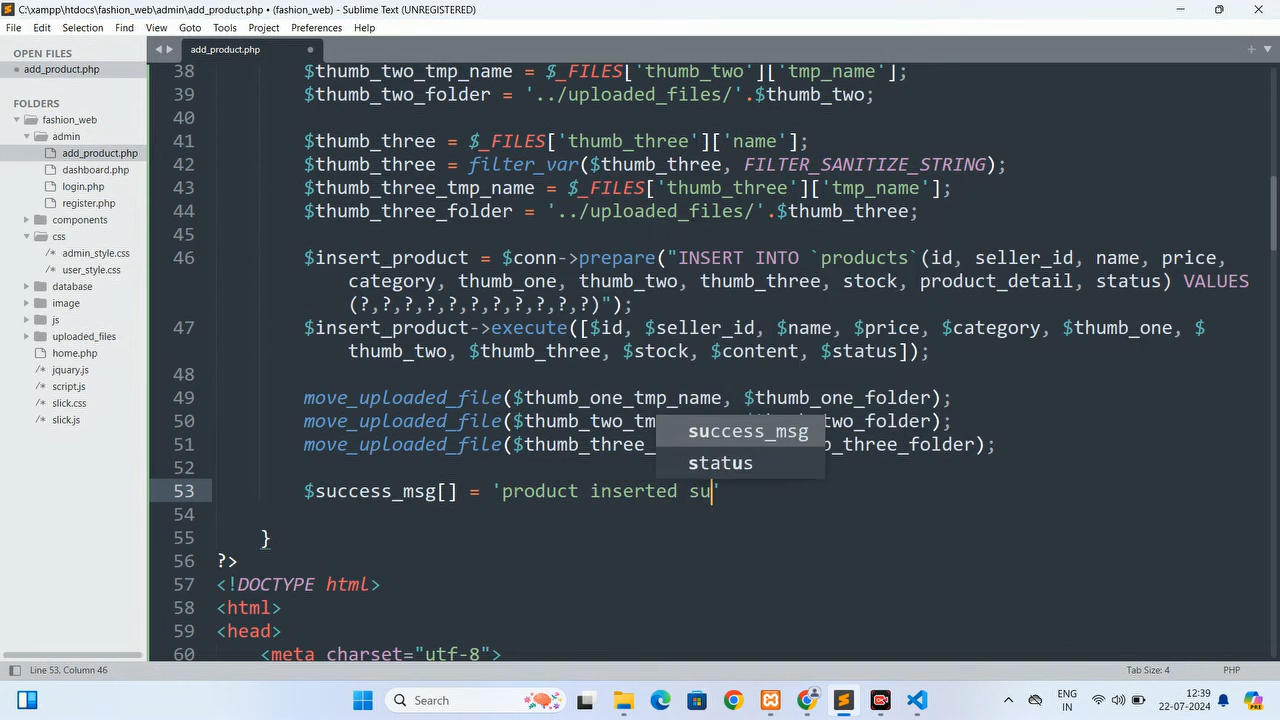 C:\xampp\htdocs\fashion_web\admin\add_product.php • (fashion_web) - Sublime Text (UNREGISTERED)
File Edit Selection Find View Goto Tools Project Preferences Help
OPEN FILES
add_product.php
FOLDERS
fashion_web
admin
add_product.php
dashboard.php
login.php
register.php
components
css
admin_style.css
user_style.css
database
image
js
uploaded_files
home.php
jquary.js
script.js
slick.css
slick.js
add_product.php
38 $thumb_two_tmp_name = $_FILES['thumb_two']['tmp_name'];
39 $thumb_two_folder = '../uploaded_files/'.$thumb_two;
40
41 $thumb_three = $_FILES['thumb_three']['name'];
42 $thumb_three = filter_var($thumb_three, FILTER_SANITIZE_STRING);
43 $thumb_three_tmp_name = $_FILES['thumb_three']['tmp_name'];
44 $thumb_three_folder = '../uploaded_files/'.$thumb_three;
45
46 $insert_product = $conn->prepare("INSERT INTO `products`(id, seller_id, name, price,
category, thumb_one, thumb_two, thumb_three, stock, product_detail, status) VALUES
(?,?,?,?,?,?,?,?,?,?,?)");
47 $insert_product->execute([$id, $seller_id, $name, $price, $category, $thumb_one, $
thumb_two, $thumb_three, $stock, $content, $status]);
48
49 move_uploaded_file($thumb_one_tmp_name, $thumb_one_folder);
50 move_uploaded_file($thumb_two_tm
two_folder);
51 move_uploaded_file($thumb_three_
b_three_folder);
success_msg
status
52
53 $success_msg[] = 'product inserted su'
54
55 }
56 ?>
57 <!DOCTYPE html>
58 <html>
59 <head>
60 <meta charset="utf-8">
Line 53, Column 46
Tab Size: 4 PHP
Search
ENG
IN
12:39
22-07-2024
PRE